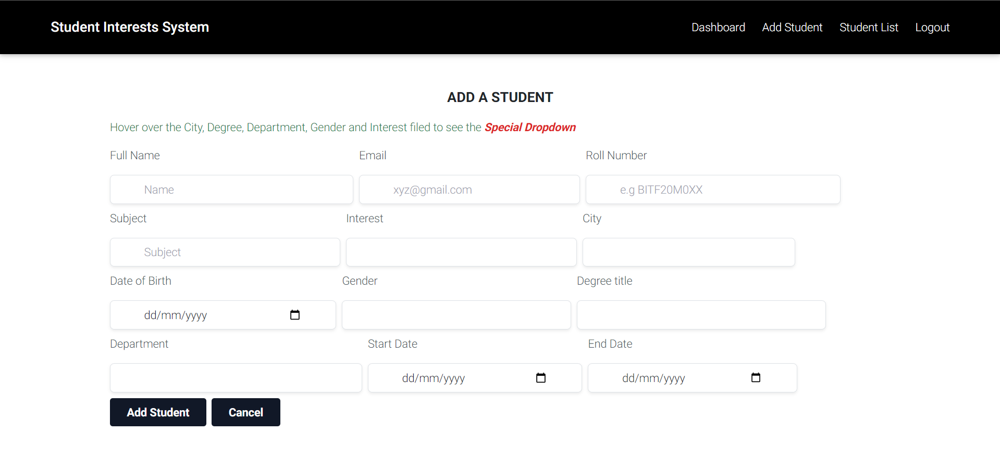 Student Interests System Dashboard Add Student Student List Logout
ADD A STUDENT
Hover over the City, Degree, Department, Gender and Interest filed to see the Special Dropdown
Full Name Email Roll Number
Name xyz@gmail.com e.g BITF20M0XX
Subject Interest City
Subject
Date of Birth Gender Degree title
dd/mm/yyyy
Department Start Date End Date
dd/mm/yyyy dd/mm/yyyy
Add Student Cancel